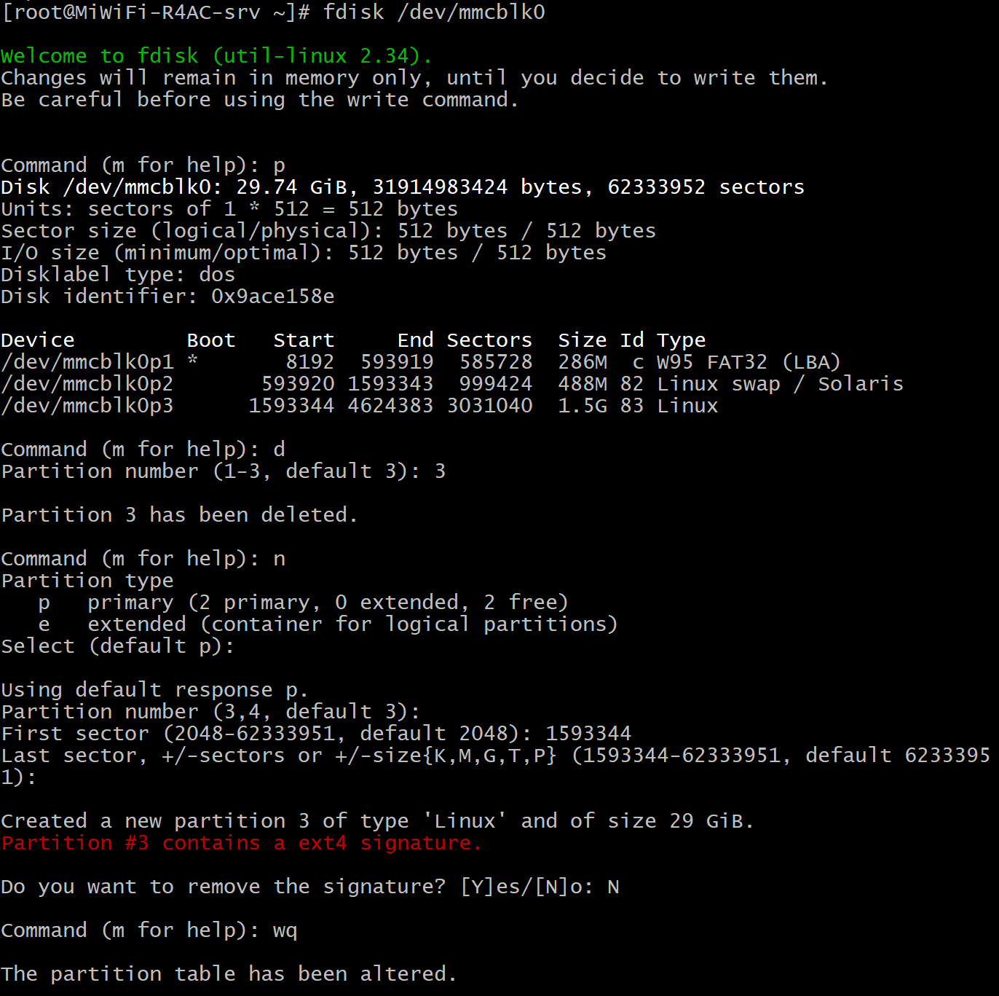 [root@MiWiFi-R4AC-srv ~]# fdisk /dev/mmcblk0
Welcome to fdisk (util-linux 2.34).
Changes will remain in memory only, until you decide to write them.
Be careful before using the write command.
Command (m for help): p
Disk /dev/mmcblk0: 29.74 GiB, 31914983424 bytes, 62333952 sectors
Units: sectors of 1 * 512 = 512 bytes
Sector size (logical/physical): 512 bytes / 512 bytes
I/O size (minimum/optimal): 512 bytes / 512 bytes
Disklabel type: dos
Disk identifier: 0x9ace158e
Device         Boot   Start     End Sectors  Size Id Type
/dev/mmcblk0p1 *       8192  593919  585728  286M  c W95 FAT32 (LBA)
/dev/mmcblk0p2       593920 1593343  999424  488M 82 Linux swap / Solaris
/dev/mmcblk0p3      1593344 4624383 3031040  1.5G 83 Linux
Command (m for help): d
Partition number (1-3, default 3): 3
Partition 3 has been deleted.
Command (m for help): n
Partition type
   p   primary (2 primary, 0 extended, 2 free)
   e   extended (container for logical partitions)
Select (default p):
Using default response p.
Partition number (3,4, default 3):
First sector (2048-62333951, default 2048): 1593344
Last sector, +/-sectors or +/-size{K,M,G,T,P} (1593344-62333951, default 6233395
1):
Created a new partition 3 of type 'Linux' and of size 29 GiB.
Partition #3 contains a ext4 signature.
Do you want to remove the signature? [Y]es/[N]o: N
Command (m for help): wq
The partition table has been altered.